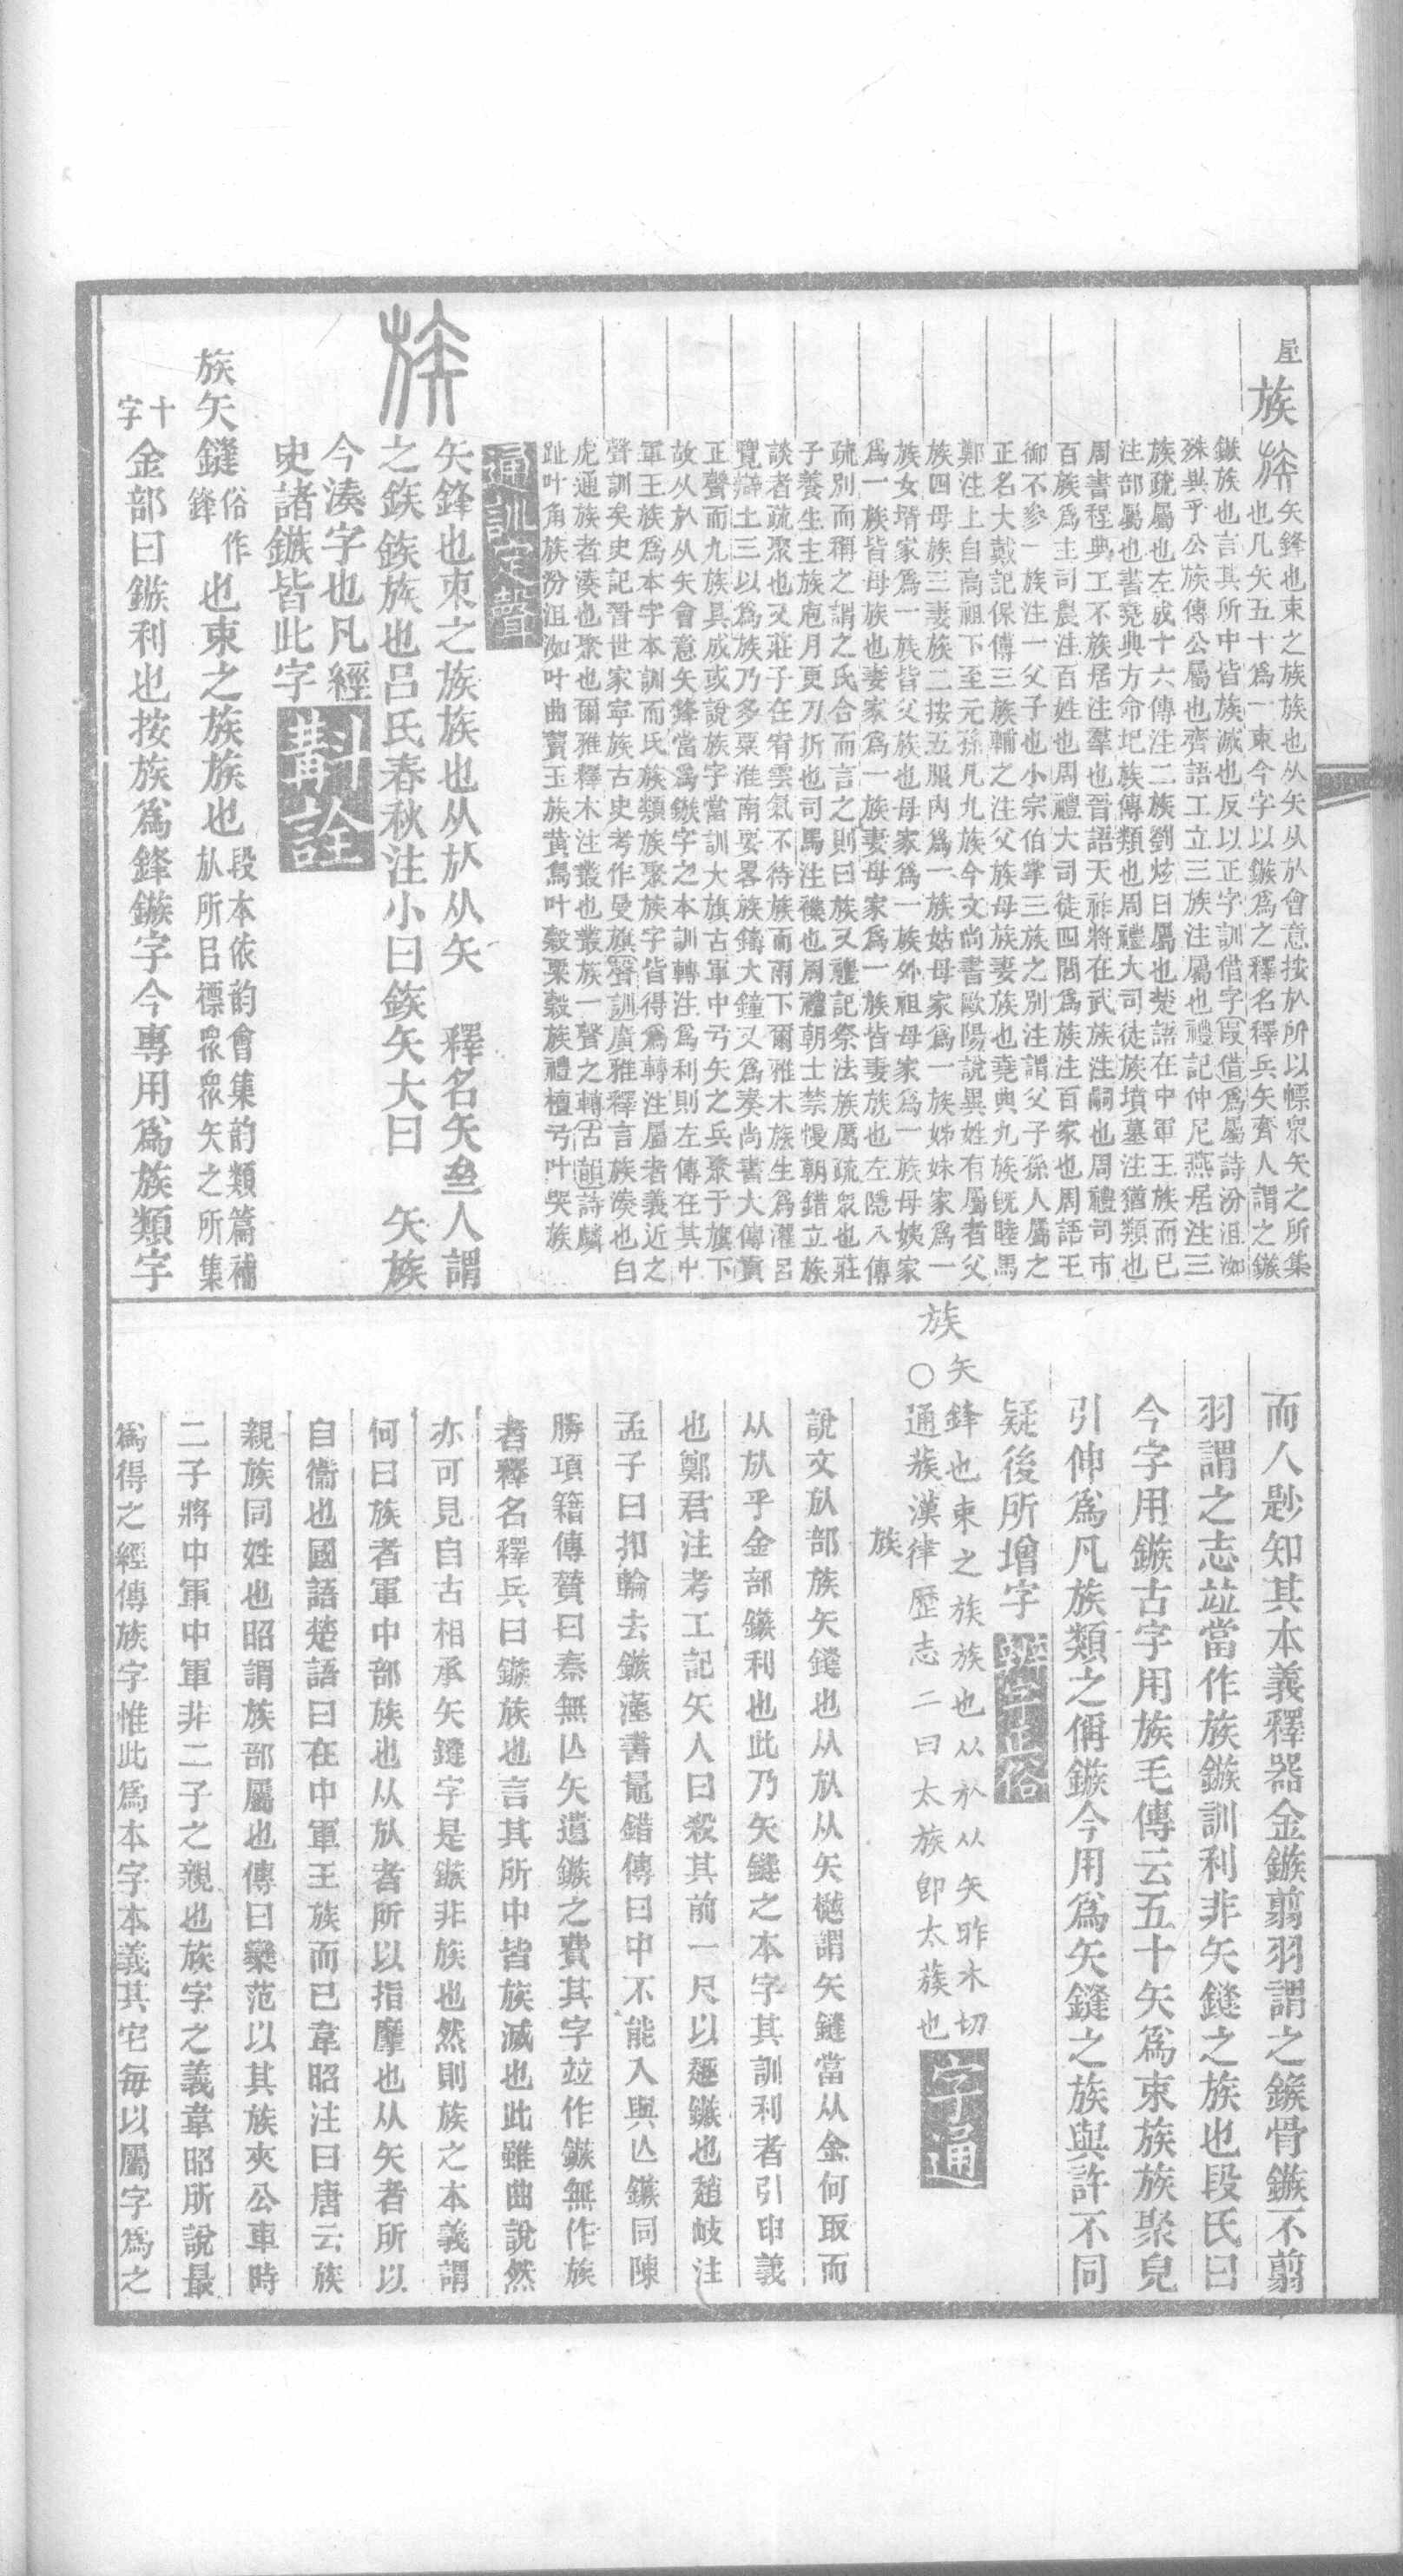 屋
族
矢鋒也束之族族也从矢从㫃會意按㫃所以幖眾矢之所集
也凡矢五十爲一束今字以鏃爲之釋名釋兵矢齊人謂之鏃
鏃族也言其所中皆族滅也反以正字訓借字叚借爲屬詩汾沮洳
殊異乎公族傳公屬也齊語工立三族注屬也禮記仲尼燕居注三
族疏屬也左成十六傳注二族劉炫曰屬也楚語在中軍王族而已
注部屬也書堯典方命圯族傳類也周禮大司徒族墳墓注猶類也
周書程典工不族居注羣也晉語天祚將在武族注嗣也周禮司市
百族爲主司農注百姓也周禮大司徒四閭爲族注百家也周語王
御不參一族注一父子也小宗伯掌三族之別注謂父子孫人屬之
正名大戴記保傅三族輔之注父族母族妻族也堯典九族既睦馬
鄭注上自高祖下至元孫凡九族今文尚書歐陽說異姓有屬者父
族四母族三妻族二按五服內爲一族姑母家爲一族姊妹家爲一
族女壻家爲一族皆父族也母家爲一族外祖母家爲一族母姨家
爲一族皆母族也妻家爲一族妻母家爲一族皆妻族也左隱八傳
疏別而稱之謂之氏合而言之則曰族又禮記祭法族厲疏眾也莊
子養生主族庖月更刀折也司馬注雜也周禮朝士禁慢朝錯立族
談者疏聚也又莊子在宥雲氣不待族而雨下爾雅木族生爲灌呂
覽辯土三以爲族乃多粟淮南要畧族鑄大鐘又爲奏尚書大傳賁
正聲而九族具成或說族字當訓大旗古軍中弓矢之兵聚于旗下
故从㫃从矢會意矢鋒當爲鏃字之本訓轉注爲利則左傳在其中
軍王族爲本字本訓而氏族類族聚族字皆得爲轉注屬者義近之
聲訓矣史記晉世家寧族古史考作曼旗聲訓廣雅釋言族湊也白
虎通族者湊也聚也爾雅釋木注叢也叢族一聲之轉古韻詩麟
趾叶角族汾沮洳叶曲藚玉族黃鳥叶穀粟穀族禮檀弓叶哭族
通訓定聲
矢鋒也束之族族也从㫃从矢 釋名矢亝人謂
之鏃鏃族也呂氏春秋注小曰鏃矢大曰 矢族
今湊字也凡經
史諸鏃皆此字
斠詮
族矢鏠俗作
鋒
也束之族族也段本依韵會集韵類篇補
㫃所㠯標眾眾矢之所集
十
字
金部曰鏃利也按族爲鋒鏃字今專用爲族類字
而人尟知其本義釋器金鏃翦羽謂之鍭骨鏃不翦
羽謂之志竝當作族鏃訓利非矢鏠之族也段氏曰
今字用鏃古字用族毛傳云五十矢爲束族族聚皃
引伸爲凡族類之偁鏃今用爲矢鏠之族與許不同
疑後所增字
正俗
族
矢鋒也束之族族也从㫃从矢昨木切
○通蔟漢律歷志二曰太族卽太蔟也
字通
族
說文㫃部族矢鏠也从㫃从矢樾謂矢鏠當从金何取而
从㫃乎金部鏃利也此乃矢鏠之本字其訓利者引申義
也鄭君注考工記矢人曰殺其前一尺以趣鏃也趙岐注
孟子曰扣輪去鏃漢書鼂錯傳曰中不能入與亾鏃同陳
勝項籍傳贊曰秦無亾矢遺鏃之費其字竝作鏃無作族
者釋名釋兵曰鏃族也言其所中皆族滅也此雖曲說然
亦可見自古相承矢鏠字是鏃非族也然則族之本義謂
何曰族者軍中部族也从㫃者所以指摩也从矢者所以
自衞也國語楚語曰在中軍王族而已韋昭注曰唐云族
親族同姓也昭謂族部屬也傳曰欒范以其族夾公車時
二子將中軍中軍非二子之親也族字之義韋昭所說最
爲得之經傳族字惟此爲本字本義其它每以屬字爲之